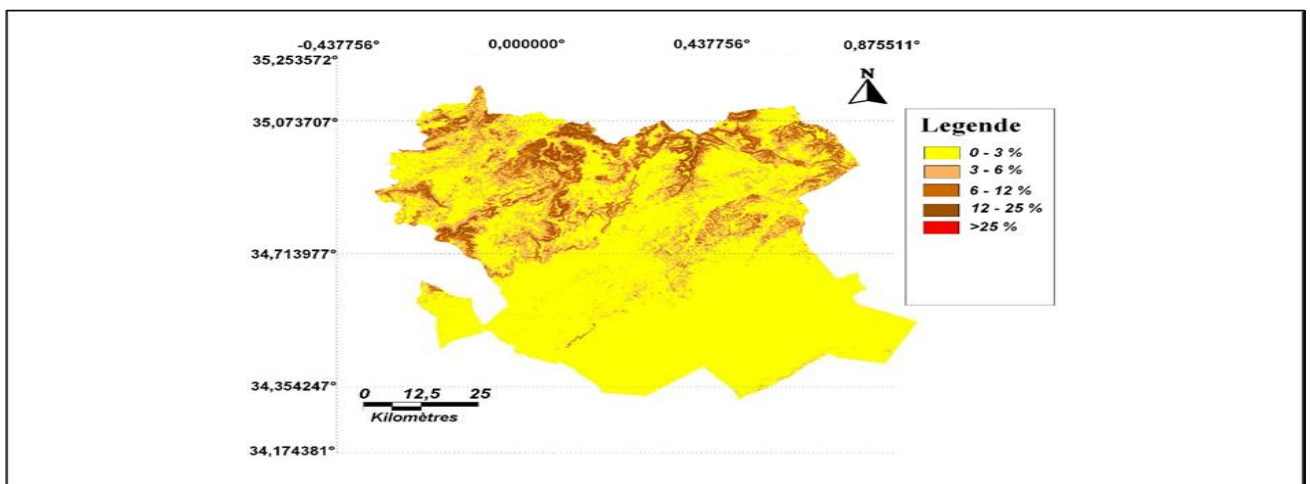 -0,437756° 0,000000° 0,437756° 0,875511°
35,253572°
N
35,073707°
Legende
0 - 3 %
3 - 6 %
6 - 12 %
12 - 25 %
>25 %
34,713977°
34,354247°
0 12,5 25
Kilomètres
34,174381°